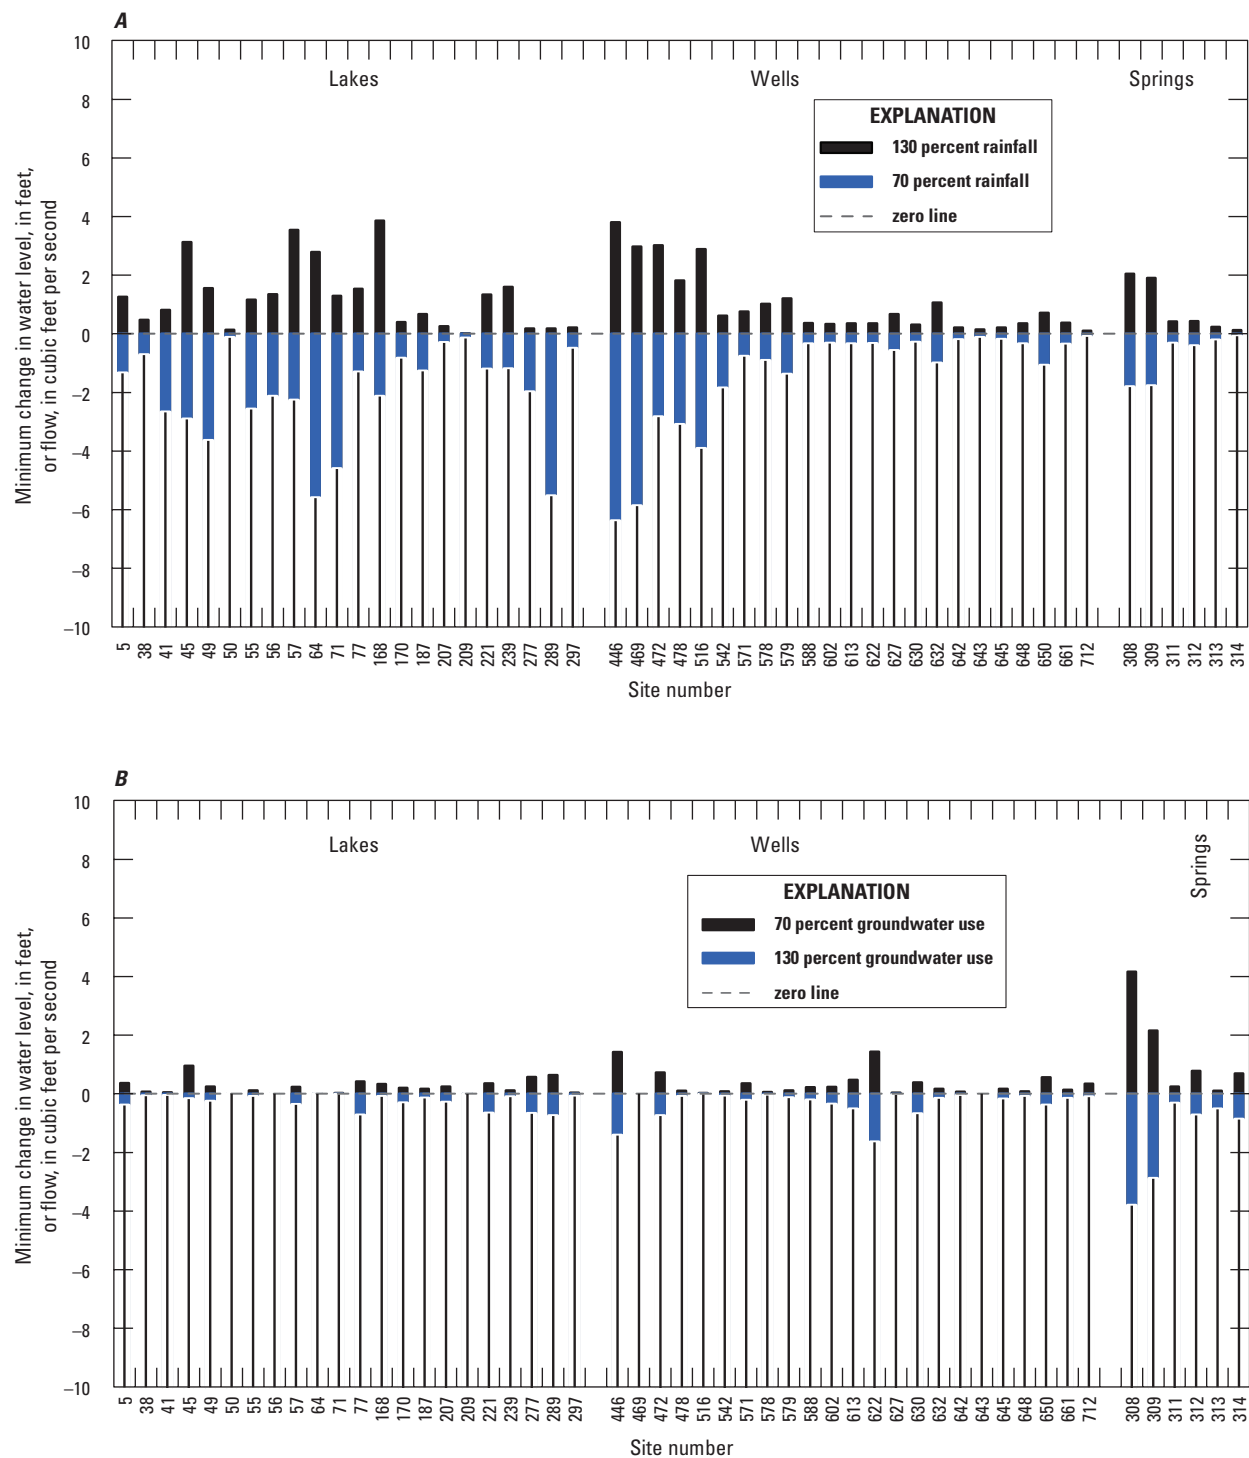 A
10
8
6
4
2
0
−2
−4
−6
−8
−10
Minimum change in water level, in feet,
or flow, in cubic feet per second
Lakes
Wells
Springs
EXPLANATION
130 percent rainfall
70 percent rainfall
zero line
5 38 41 45 49 50 55 56 57 64 71 77 168 170 187 207 209 221 239 277 289 297 446 469 472 478 516 542 571 578 579 588 602 613 622 627 630 632 642 643 645 648 650 661 712 308 309 311 312 313 314
Site number
B
10
8
6
4
2
0
−2
−4
−6
−8
−10
Minimum change in water level, in feet,
or flow, in cubic feet per second
Lakes
Wells
Springs
EXPLANATION
70 percent groundwater use
130 percent groundwater use
zero line
5 38 41 45 49 50 55 56 57 64 71 77 168 170 187 207 209 221 239 277 289 297 446 469 472 478 516 542 571 578 579 588 602 613 622 627 630 632 642 643 645 648 650 661 712 308 309 311 312 313 314
Site number